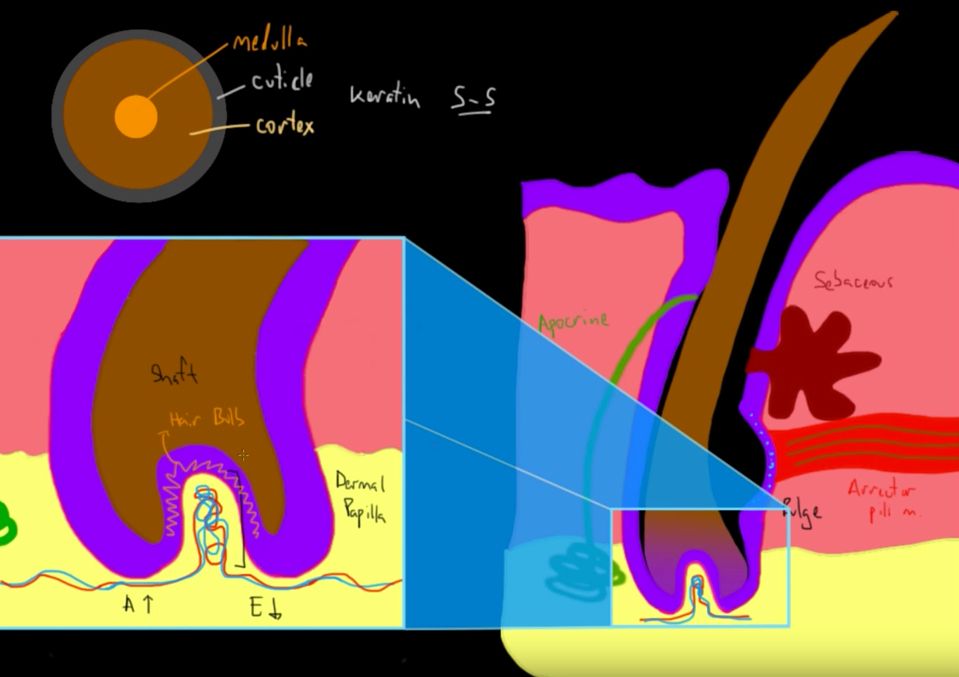 medulla
cuticle
cortex
Keratin S-S
Sebaceous
Apocrine
Shaft
Hair Bulb
Dermal
Papilla
Arrector
pili m.
Bulge
A↑
E↓